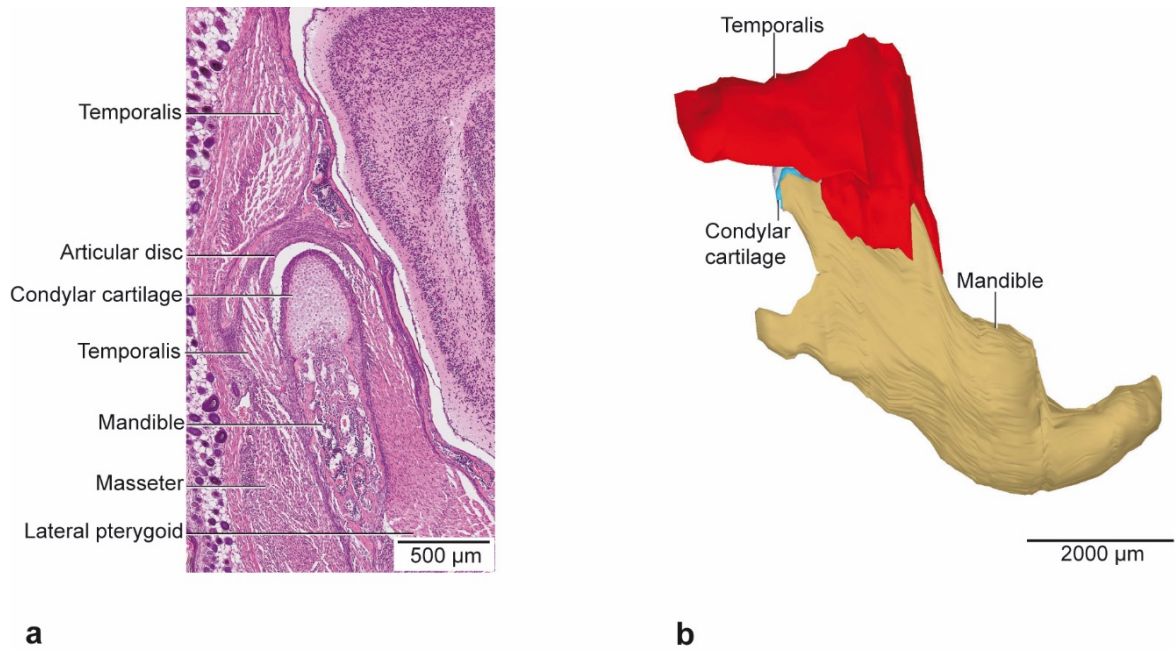 Temporalis
Articular disc
Condylar cartilage
Temporalis
Mandible
Masseter
Lateral pterygoid
500 µm
a
Temporalis
Condylar
cartilage
Mandible
2000 µm
b